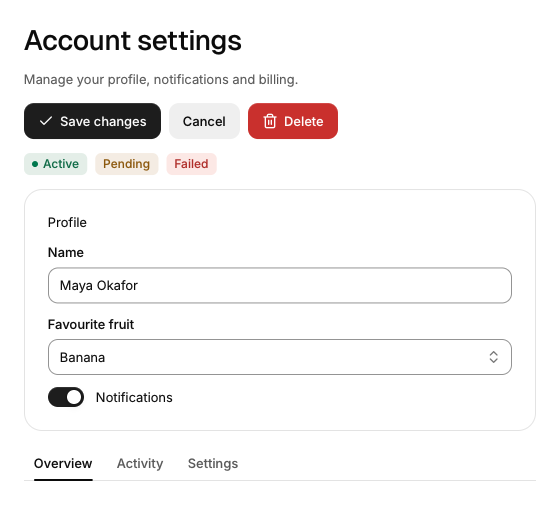 Account settings
Manage your profile, notifications and billing.
Save changes Cancel Delete
Active Pending Failed
Profile
Name
Maya Okafor
Favourite fruit
Banana
Notifications
Overview Activity Settings